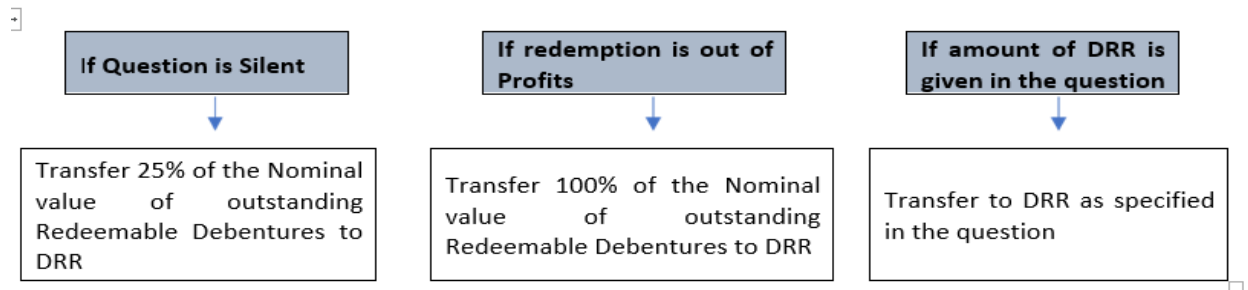 If Question is Silent
If redemption is out of
Profits
If amount of DRR is
given in the question
Transfer 25% of the Nominal
value of outstanding
Redeemable Debentures to
DRR
Transfer 100% of the Nominal
value of outstanding
Redeemable Debentures to DRR
Transfer to DRR as specified
in the question